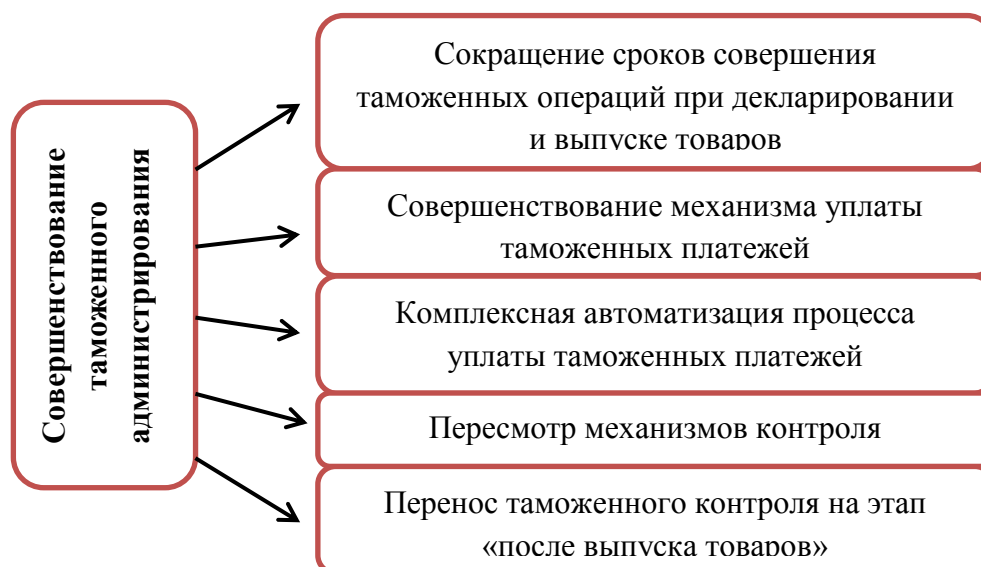 Совершенствование
таможенного
администрирования
Сокращение сроков совершения
таможенных операций при декларировании
и выпуске товаров
Совершенствование механизма уплаты
таможенных платежей
Комплексная автоматизация процесса
уплаты таможенных платежей
Пересмотр механизмов контроля
Перенос таможенного контроля на этап
«после выпуска товаров»